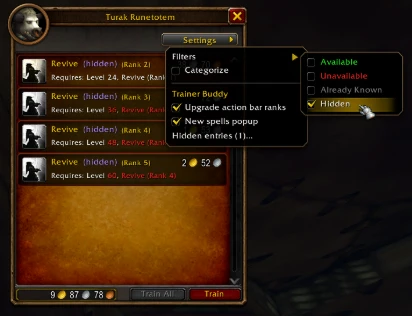 Turak Runetotem
Settings
Revive (hidden) (Rank 2)
Requires: Level 24, Revive (Rank
Revive (hidden) (Rank 3)
Requires: Level 36, Revive (Rank
Revive (hidden) (Rank 4)
Requires: Level 48, Revive (Rank
Revive (hidden) (Rank 5) 2 52
Requires: Level 60, Revive (Rank 4)
Filters
Categorize
Trainer Buddy
Upgrade action bar ranks
New spells popup
Hidden entries (1)...
Available
Unavailable
Already Known
Hidden
9 87 78
Train All
Train